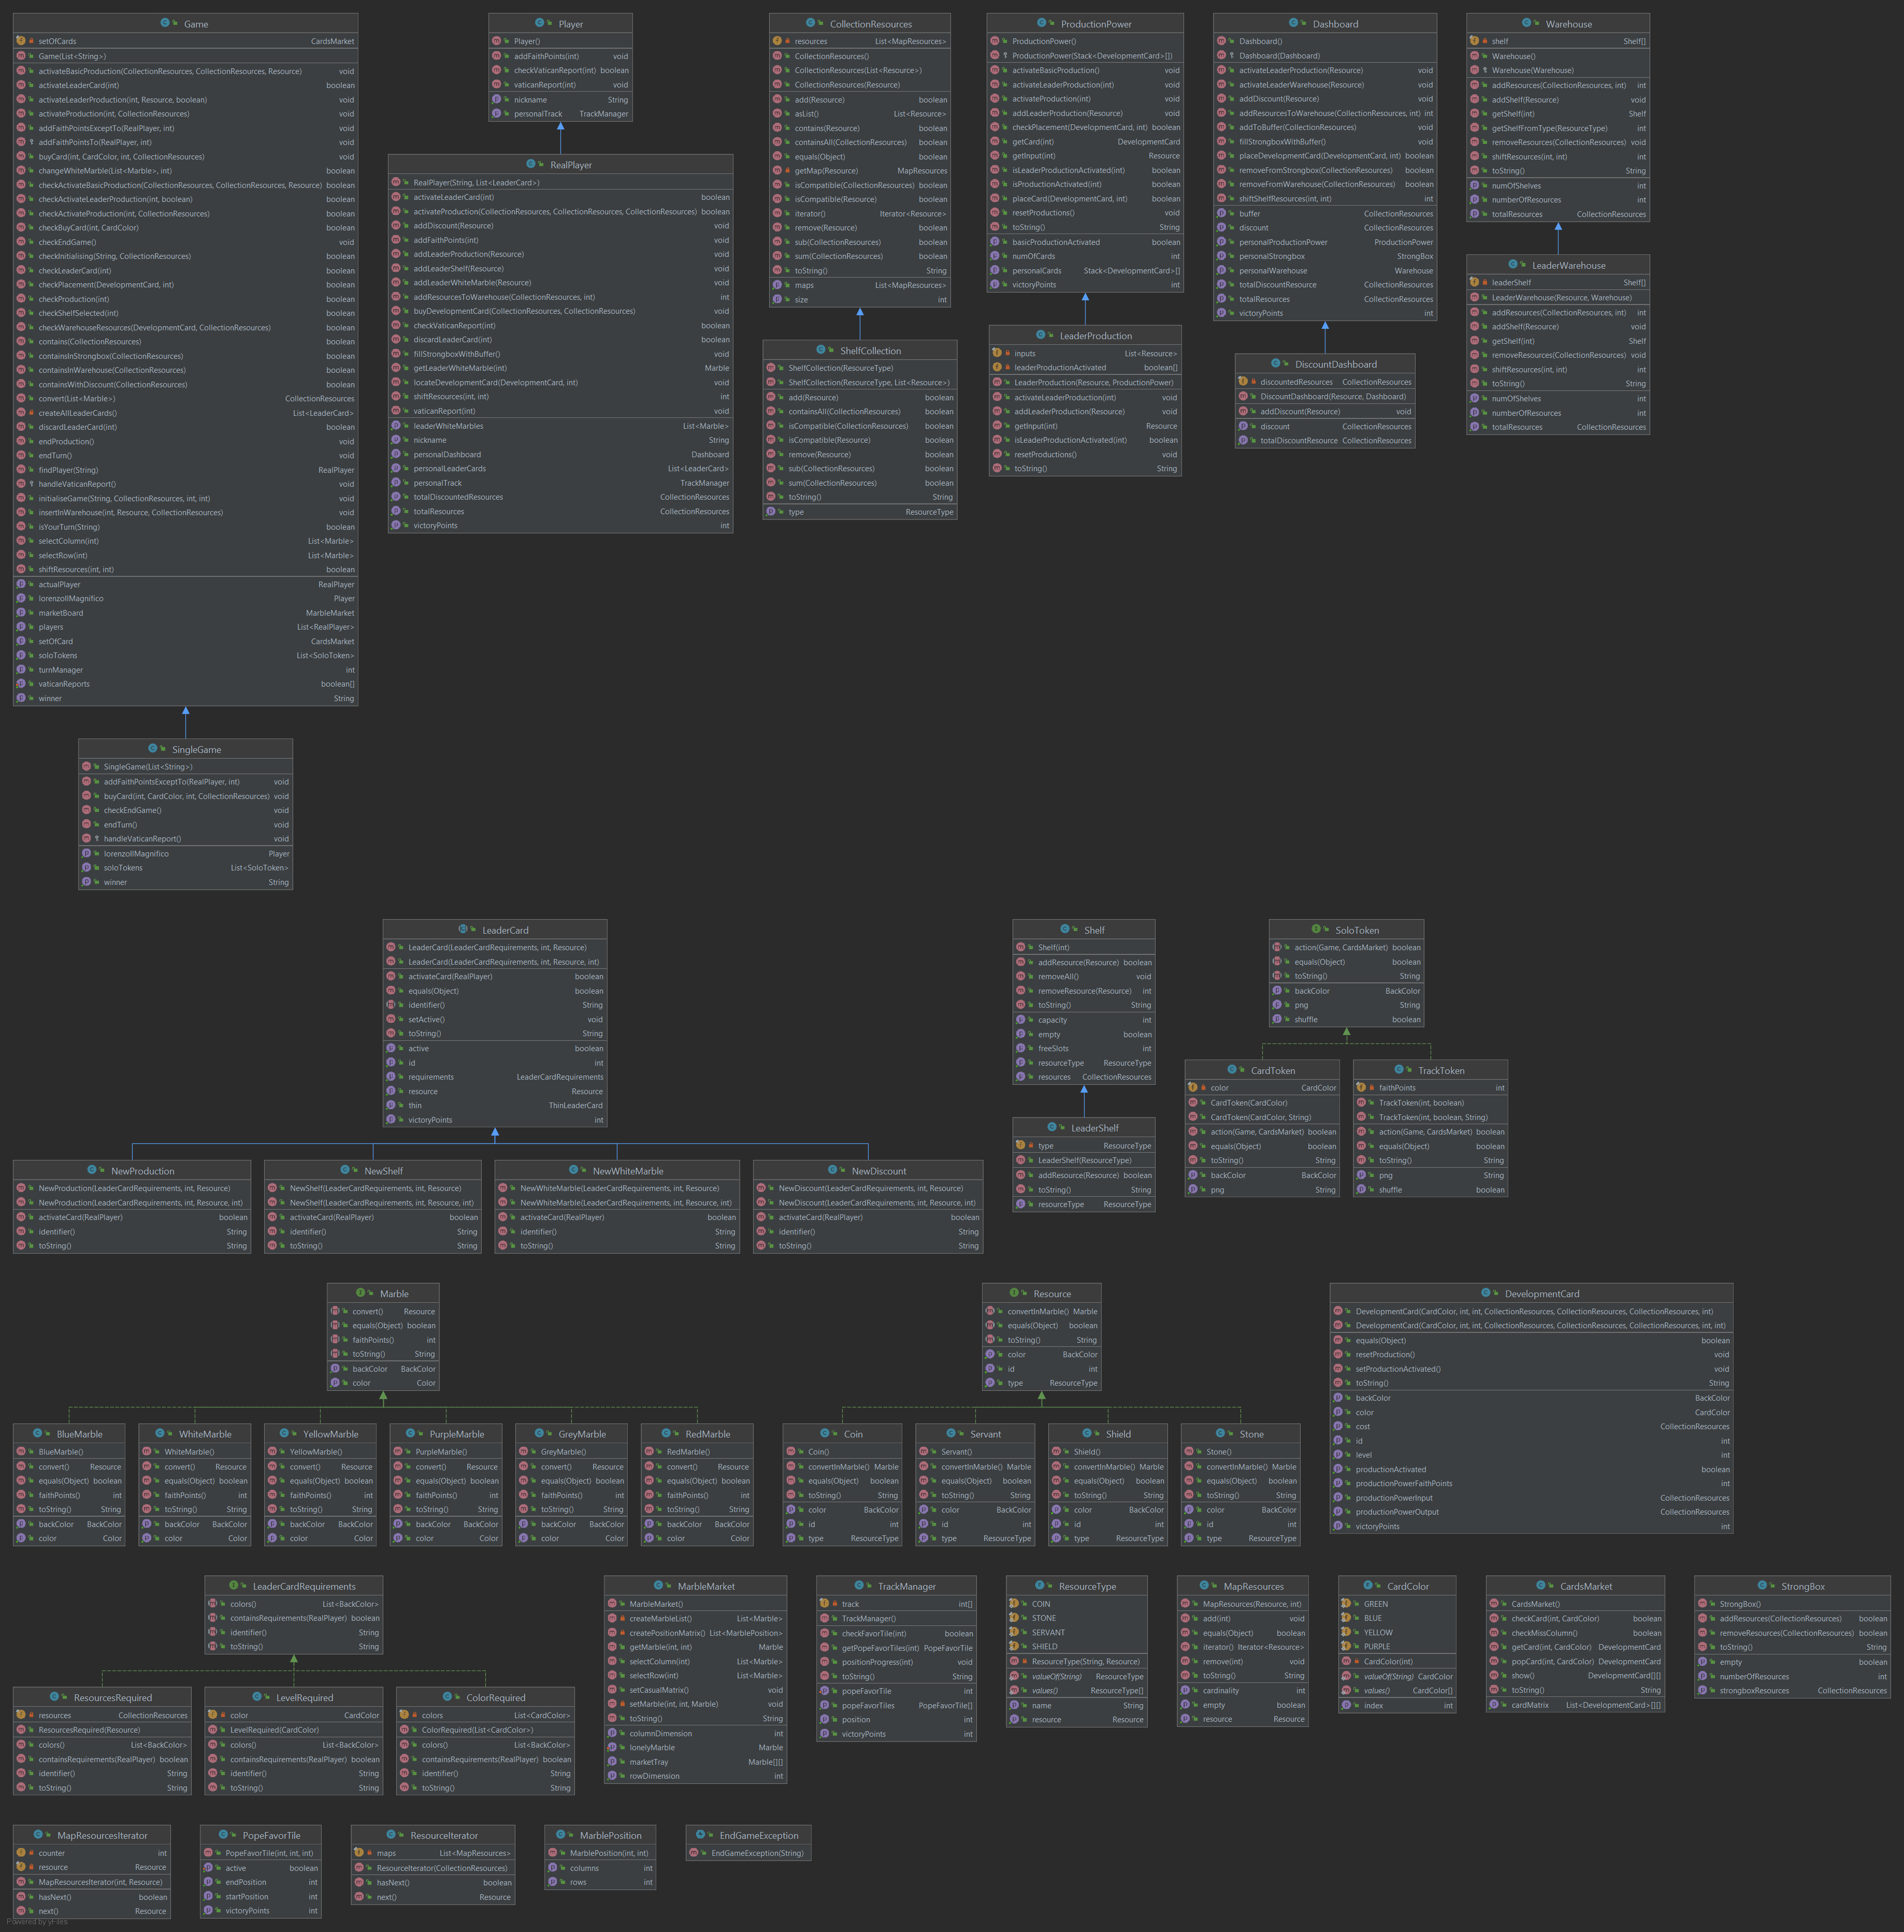 Game
setOfCards CardsMarket
Game(List<String>)
activateBasicProduction(CollectionResources, CollectionResources, Resource) void
activateLeaderCard(int) boolean
activateLeaderProduction(int, Resource, boolean) void
activateProduction(int, CollectionResources) void
addFaithPointsExceptTo(RealPlayer, int) void
addFaithPointsTo(RealPlayer, int) void
buyCard(int, CardColor, int, CollectionResources) void
changeWhiteMarble(List<Marble>, int) boolean
checkActivateBasicProduction(CollectionResources, CollectionResources, Resource) boolean
checkActivateLeaderProduction(int, boolean) boolean
checkActivateProduction(int, CollectionResources) boolean
checkBuyCard(int, CardColor) boolean
checkEndGame() void
checkInitialising(String, CollectionResources) boolean
checkLeaderCard(int) boolean
checkPlacement(DevelopmentCard, int) boolean
checkProduction(int) boolean
checkShelfSelected(int) boolean
checkWarehouseResources(DevelopmentCard, CollectionResources) boolean
contains(CollectionResources) boolean
containsInStrongbox(CollectionResources) boolean
containsInWarehouse(CollectionResources) boolean
containsWithDiscount(CollectionResources) boolean
convert(List<Marble>) CollectionResources
createAllLeaderCards() List<LeaderCard>
discardLeaderCard(int) boolean
endProduction() void
endTurn() void
findPlayer(String) RealPlayer
handleVaticanReport() void
initialiseGame(String, CollectionResources, int, int) void
insertInWarehouse(int, Resource, CollectionResources) void
isYourTurn(String) boolean
selectColumn(int) List<Marble>
selectRow(int) List<Marble>
shiftResources(int, int) boolean
actualPlayer RealPlayer
lorenzoIlMagnifico Player
marketBoard MarbleMarket
players List<RealPlayer>
setOfCard CardsMarket
soloTokens List<SoloToken>
turnManager int
vaticanReports boolean[]
winner String
Player
Player()
addFaithPoints(int) void
checkVaticanReport(int) boolean
vaticanReport(int) void
nickname String
personalTrack TrackManager
RealPlayer
RealPlayer(String, List<LeaderCard>)
activateLeaderCard(int) boolean
activateProduction(CollectionResources, CollectionResources, CollectionResources) boolean
addDiscount(Resource) void
addFaithPoints(int) void
addLeaderProduction(Resource) void
addLeaderShelf(Resource) void
addLeaderWhiteMarble(Resource) void
addResourcesToWarehouse(CollectionResources, int) int
buyDevelopmentCard(CollectionResources, CollectionResources) void
checkVaticanReport(int) boolean
discardLeaderCard(int) boolean
fillStrongboxWithBuffer() void
getLeaderWhiteMarble(int) Marble
locateDevelopmentCard(DevelopmentCard, int) void
shiftResources(int, int) int
vaticanReport(int) void
leaderWhiteMarbles List<Marble>
nickname String
personalDashboard Dashboard
personalLeaderCards List<LeaderCard>
personalTrack TrackManager
totalDiscountedResources CollectionResources
totalResources CollectionResources
victoryPoints int
CollectionResources
resources List<MapResources>
CollectionResources()
CollectionResources(List<Resource>)
CollectionResources(Resource)
add(Resource) boolean
asList() List<Resource>
contains(Resource) boolean
containsAll(CollectionResources) boolean
equals(Object) boolean
getMap(Resource) MapResources
isCompatible(CollectionResources) boolean
isCompatible(Resource) boolean
iterator() Iterator<Resource>
remove(Resource) boolean
sub(CollectionResources) boolean
sum(CollectionResources) boolean
toString() String
maps List<MapResources>
size int
ShelfCollection
ShelfCollection(ResourceType)
ShelfCollection(ResourceType, List<Resource>)
add(Resource) boolean
containsAll(CollectionResources) boolean
isCompatible(CollectionResources) boolean
isCompatible(Resource) boolean
remove(Resource) boolean
sub(CollectionResources) boolean
sum(CollectionResources) boolean
toString() String
type ResourceType
ProductionPower
ProductionPower()
ProductionPower(Stack<DevelopmentCard>[])
activateBasicProduction() void
activateLeaderProduction(int) void
activateProduction(int) void
addLeaderProduction(Resource) void
checkPlacement(DevelopmentCard, int) boolean
getCard(int) DevelopmentCard
getInput(int) Resource
isLeaderProductionActivated(int) boolean
isProductionActivated(int) boolean
placeCard(DevelopmentCard, int) boolean
resetProductions() void
toString() String
basicProductionActivated boolean
numOfCards int
personalCards Stack<DevelopmentCard>[]
victoryPoints int
LeaderProduction
inputs List<Resource>
leaderProductionActivated boolean[]
LeaderProduction(Resource, ProductionPower)
activateLeaderProduction(int) void
addLeaderProduction(Resource) void
getInput(int) Resource
isLeaderProductionActivated(int) boolean
resetProductions() void
toString() String
Dashboard
Dashboard()
Dashboard(Dashboard)
activateLeaderProduction(Resource) void
activateLeaderWarehouse(Resource) void
addDiscount(Resource) void
addResourcesToWarehouse(CollectionResources, int) int
addToBuffer(CollectionResources) void
fillStrongboxWithBuffer() void
placeDevelopmentCard(DevelopmentCard, int) boolean
removeFromStrongbox(CollectionResources) boolean
removeFromWarehouse(CollectionResources) boolean
shiftShelfResources(int, int) int
buffer CollectionResources
discount CollectionResources
personalProductionPower ProductionPower
personalStrongbox StrongBox
personalWarehouse Warehouse
totalDiscountResource CollectionResources
totalResources CollectionResources
victoryPoints int
DiscountDashboard
discountedResources CollectionResources
DiscountDashboard(Resource, Dashboard)
addDiscount(Resource) void
discount CollectionResources
totalDiscountResource CollectionResources
Warehouse
shelf Shelf[]
Warehouse()
Warehouse(Warehouse)
addResources(CollectionResources, int) int
addShelf(Resource) void
getShelf(int) Shelf
getShelfFromType(ResourceType) int
removeResources(CollectionResources) void
shiftResources(int, int) int
toString() String
numOfShelves int
numberOfResources int
totalResources CollectionResources
LeaderWarehouse
leaderShelf Shelf[]
LeaderWarehouse(Resource, Warehouse)
addResources(CollectionResources, int) int
addShelf(Resource) void
getShelf(int) Shelf
removeResources(CollectionResources) void
shiftResources(int, int) int
toString() String
numOfShelves int
numberOfResources int
totalResources CollectionResources
SingleGame
SingleGame(List<String>)
addFaithPointsExceptTo(RealPlayer, int) void
buyCard(int, CardColor, int, CollectionResources) void
checkEndGame() void
endTurn() void
handleVaticanReport() void
lorenzoIlMagnifico Player
soloTokens List<SoloToken>
winner String
LeaderCard
LeaderCard(LeaderCardRequirements, int, Resource)
LeaderCard(LeaderCardRequirements, int, Resource, int)
activateCard(RealPlayer) boolean
equals(Object) boolean
identifier() String
setActive() void
toString() String
active boolean
id int
requirements LeaderCardRequirements
resource Resource
thin ThinLeaderCard
victoryPoints int
NewProduction
NewProduction(LeaderCardRequirements, int, Resource)
NewProduction(LeaderCardRequirements, int, Resource, int)
activateCard(RealPlayer) boolean
identifier() String
toString() String
NewShelf
NewShelf(LeaderCardRequirements, int, Resource)
NewShelf(LeaderCardRequirements, int, Resource, int)
activateCard(RealPlayer) boolean
identifier() String
toString() String
NewWhiteMarble
NewWhiteMarble(LeaderCardRequirements, int, Resource)
NewWhiteMarble(LeaderCardRequirements, int, Resource, int)
activateCard(RealPlayer) boolean
identifier() String
toString() String
NewDiscount
NewDiscount(LeaderCardRequirements, int, Resource)
NewDiscount(LeaderCardRequirements, int, Resource, int)
activateCard(RealPlayer) boolean
identifier() String
toString() String
Shelf
Shelf(int)
addResource(Resource) boolean
removeAll() void
removeResource(Resource) int
toString() String
capacity int
empty boolean
freeSlots int
resourceType ResourceType
resources CollectionResources
LeaderShelf
type ResourceType
LeaderShelf(ResourceType)
addResource(Resource) boolean
toString() String
resourceType ResourceType
SoloToken
action(Game, CardsMarket) boolean
equals(Object) boolean
toString() String
backColor BackColor
png String
shuffle boolean
CardToken
color CardColor
CardToken(CardColor)
CardToken(CardColor, String)
action(Game, CardsMarket) boolean
equals(Object) boolean
toString() String
backColor BackColor
png String
TrackToken
faithPoints int
TrackToken(int, boolean)
TrackToken(int, boolean, String)
action(Game, CardsMarket) boolean
equals(Object) boolean
toString() String
png String
shuffle boolean
Marble
convert() Resource
equals(Object) boolean
faithPoints() int
toString() String
backColor BackColor
color Color
BlueMarble
BlueMarble()
convert() Resource
equals(Object) boolean
faithPoints() int
toString() String
backColor BackColor
color Color
WhiteMarble
WhiteMarble()
convert() Resource
equals(Object) boolean
faithPoints() int
toString() String
backColor BackColor
color Color
YellowMarble
YellowMarble()
convert() Resource
equals(Object) boolean
faithPoints() int
toString() String
backColor BackColor
color Color
PurpleMarble
PurpleMarble()
convert() Resource
equals(Object) boolean
faithPoints() int
toString() String
backColor BackColor
color Color
GreyMarble
GreyMarble()
convert() Resource
equals(Object) boolean
faithPoints() int
toString() String
backColor BackColor
color Color
RedMarble
RedMarble()
convert() Resource
equals(Object) boolean
faithPoints() int
toString() String
backColor BackColor
color Color
Resource
convertInMarble() Marble
equals(Object) boolean
toString() String
color BackColor
id int
type ResourceType
Coin
Coin()
convertInMarble() Marble
equals(Object) boolean
toString() String
color BackColor
id int
type ResourceType
Servant
Servant()
convertInMarble() Marble
equals(Object) boolean
toString() String
color BackColor
id int
type ResourceType
Shield
Shield()
convertInMarble() Marble
equals(Object) boolean
toString() String
color BackColor
id int
type ResourceType
Stone
Stone()
convertInMarble() Marble
equals(Object) boolean
toString() String
color BackColor
id int
type ResourceType
DevelopmentCard
DevelopmentCard(CardColor, int, int, CollectionResources, CollectionResources, CollectionResources, int)
DevelopmentCard(CardColor, int, int, CollectionResources, CollectionResources, CollectionResources, int, int)
equals(Object) boolean
resetProduction() void
setProductionActivated() void
toString() String
backColor BackColor
color CardColor
cost CollectionResources
id int
level int
productionActivated boolean
productionPowerFaithPoints int
productionPowerInput CollectionResources
productionPowerOutput CollectionResources
victoryPoints int
LeaderCardRequirements
colors() List<BackColor>
containsRequirements(RealPlayer) boolean
identifier() String
toString() String
ResourcesRequired
resources CollectionResources
ResourcesRequired(Resource)
colors() List<BackColor>
containsRequirements(RealPlayer) boolean
identifier() String
toString() String
LevelRequired
color CardColor
LevelRequired(CardColor)
colors() List<BackColor>
containsRequirements(RealPlayer) boolean
identifier() String
toString() String
ColorRequired
colors List<CardColor>
ColorRequired(List<CardColor>)
colors() List<BackColor>
containsRequirements(RealPlayer) boolean
identifier() String
toString() String
MarbleMarket
MarbleMarket()
createMarbleList() List<Marble>
createPositionMatrix() List<MarblePosition>
getMarble(int, int) Marble
selectColumn(int) List<Marble>
selectRow(int) List<Marble>
setCasualMatrix() void
setMarble(int, int, Marble) void
toString() String
columnDimension int
lonelyMarble Marble
marketTray Marble[][]
rowDimension int
TrackManager
track int[]
TrackManager()
checkFavorTile(int) boolean
getPopeFavorTiles(int) PopeFavorTile
positionProgress(int) void
toString() String
popeFavorTile int
popeFavorTiles PopeFavorTile[]
position int
victoryPoints int
ResourceType
COIN
STONE
SERVANT
SHIELD
ResourceType(String, Resource)
valueOf(String) ResourceType
values() ResourceType[]
name String
resource Resource
MapResources
MapResources(Resource, int)
add(int) void
equals(Object) boolean
iterator() Iterator<Resource>
remove(int) void
toString() String
cardinality int
empty boolean
resource Resource
CardColor
GREEN
BLUE
YELLOW
PURPLE
CardColor(int)
valueOf(String) CardColor
values() CardColor[]
index int
CardsMarket
CardsMarket()
checkCard(int, CardColor) boolean
checkMissColumn() boolean
getCard(int, CardColor) DevelopmentCard
popCard(int, CardColor) DevelopmentCard
show() DevelopmentCard[][]
toString() String
cardMatrix List<DevelopmentCard>[][]
StrongBox
StrongBox()
addResources(CollectionResources) boolean
removeResources(CollectionResources) boolean
toString() String
empty boolean
numberOfResources int
strongboxResources CollectionResources
MapResourcesIterator
counter int
resource Resource
MapResourcesIterator(int, Resource)
hasNext() boolean
next() Resource
PopeFavorTile
PopeFavorTile(int, int, int)
active boolean
endPosition int
startPosition int
victoryPoints int
ResourceIterator
maps List<MapResources>
ResourceIterator(CollectionResources)
hasNext() boolean
next() Resource
MarblePosition
MarblePosition(int, int)
columns int
rows int
EndGameException
EndGameException(String)
Powered by yFiles